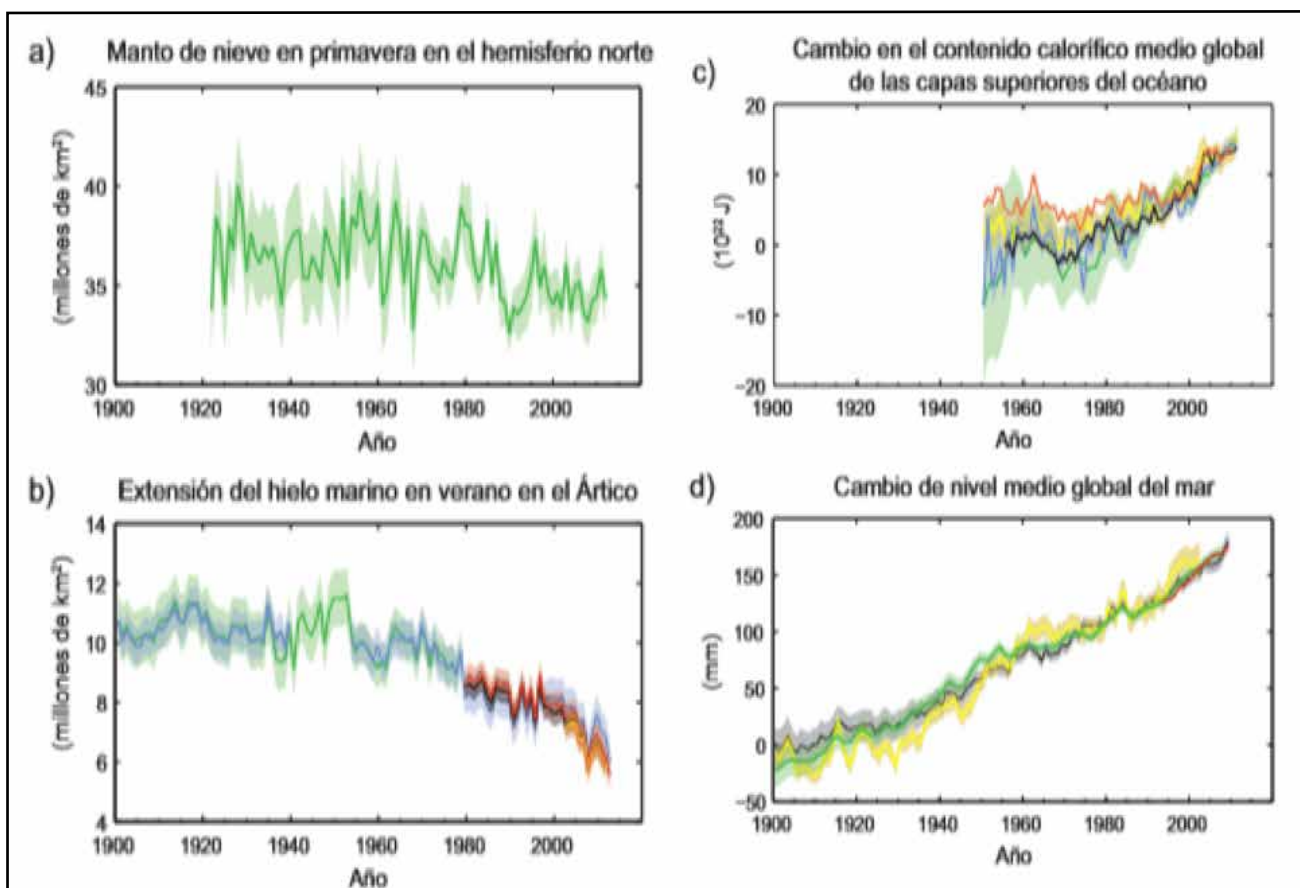 a)
Manto de nieve en primavera en el hemisferio norte
(millones de km²)
45
40
35
30
1900 1920 1940 1960 1980 2000
Año
c)
Cambio en el contenido calorífico medio global
de las capas superiores del océano
(10²² J)
20
10
0
−10
−20
1900 1920 1940 1960 1980 2000
Año
b)
Extensión del hielo marino en verano en el Ártico
(millones de km²)
14
12
10
8
6
4
1900 1920 1940 1960 1980 2000
Año
d)
Cambio de nivel medio global del mar
(mm)
200
150
100
50
0
−50
1900 1920 1940 1960 1980 2000
Año